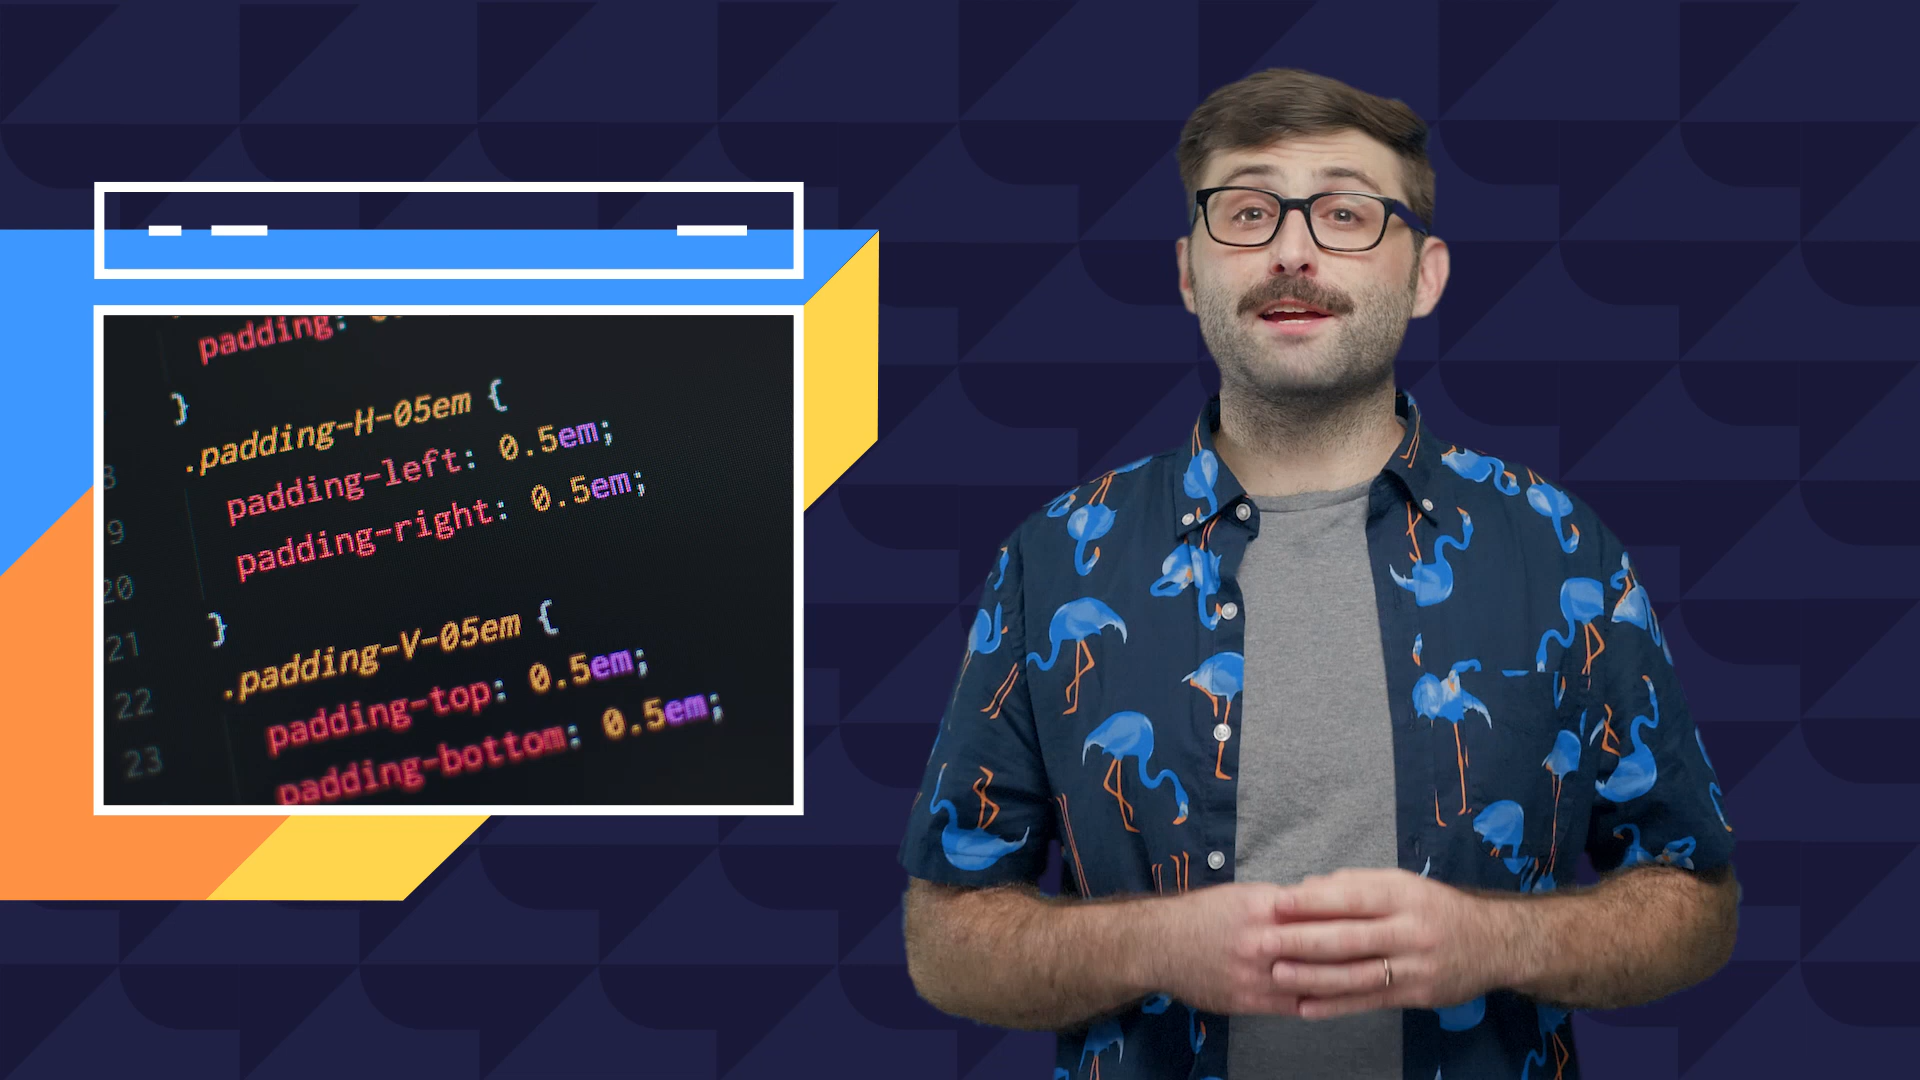 padding:
}
.padding-H-05em {
padding-left: 0.5em;
9 padding-right: 0.5em;
20
21 }
22 .padding-V-05em {
23 padding-top: 0.5em;
padding-bottom: 0.5em;